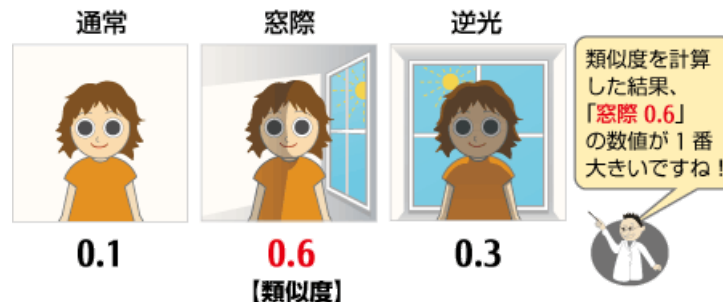 通常 窓際 逆光
類似度を計算
した結果、
「窓際 0.6」
の数値が1番
大きいですね!
0.1 0.6 0.3
【類似度】